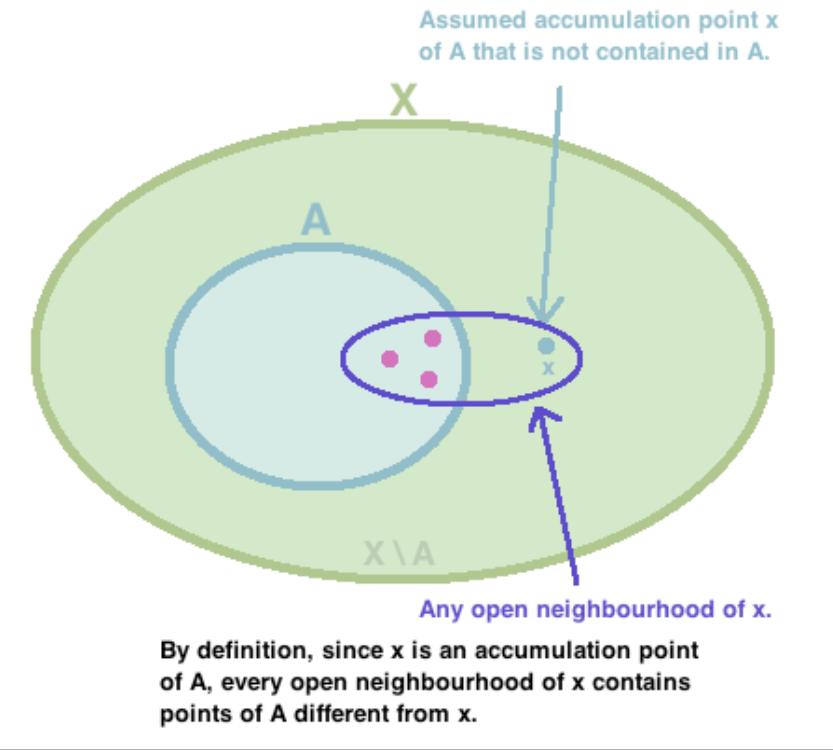 Assumed accumulation point x
of A that is not contained in A.
X
A
x
X \ A
Any open neighbourhood of x.
By definition, since x is an accumulation point
of A, every open neighbourhood of x contains
points of A different from x.